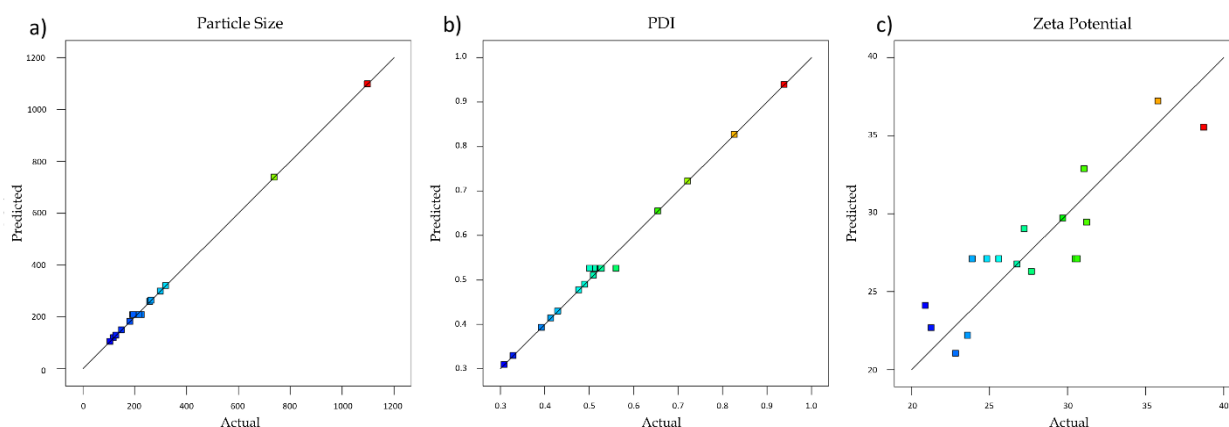 a) Particle Size
1200
1000
800
600
400
200
0
Predicted
0 200 400 600 800 1000 1200
Actual
b) PDI
1.0
0.9
0.8
0.7
0.6
0.5
0.4
0.3
Predicted
0.3 0.4 0.5 0.6 0.7 0.8 0.9 1.0
Actual
c) Zeta Potential
40
35
30
25
20
Predicted
20 25 30 35 40
Actual